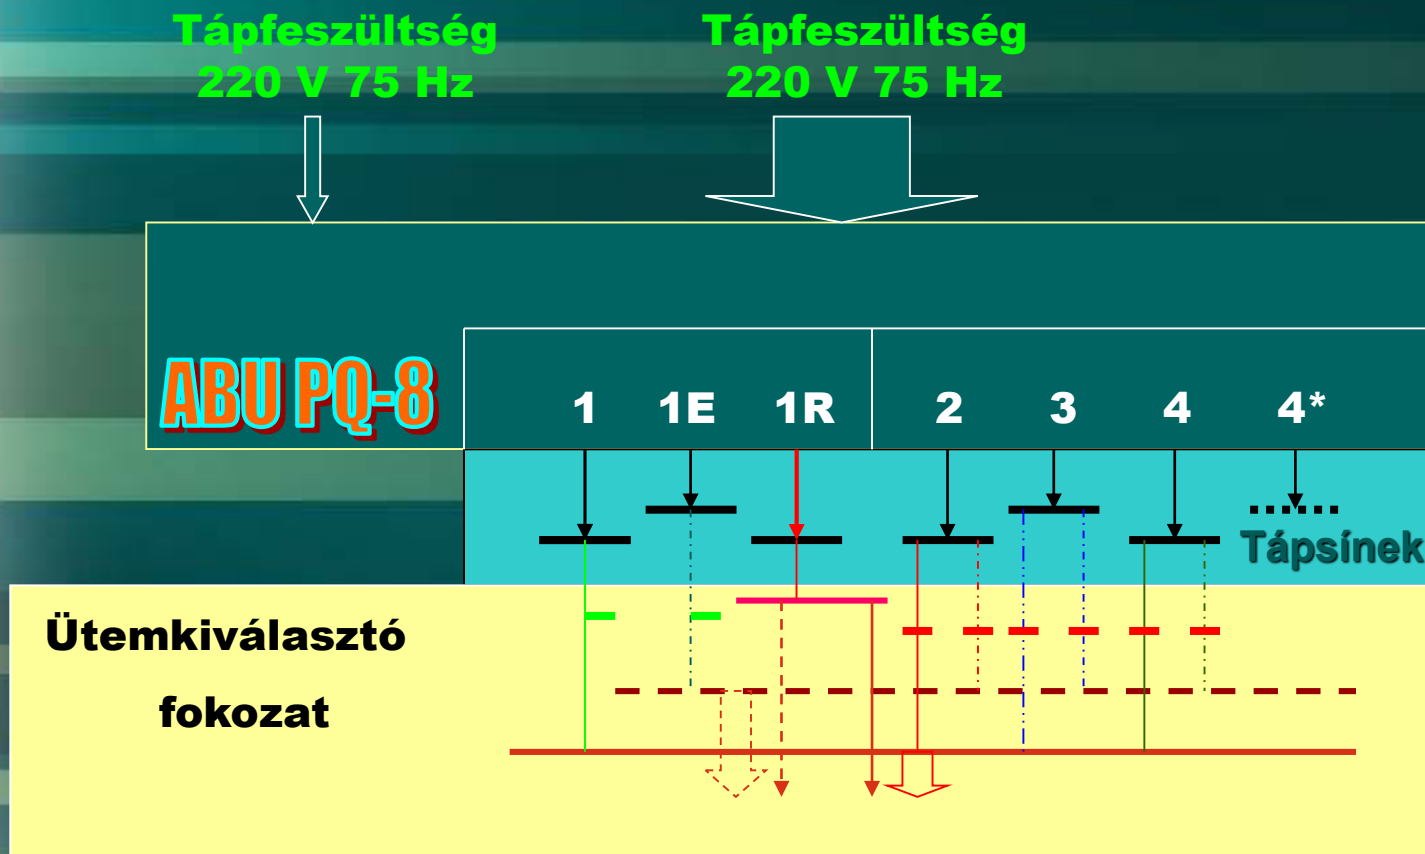 Tápfeszültség
220 V 75 Hz
Tápfeszültség
220 V 75 Hz
ABU PQ-8
1 1E 1R 2 3 4 4*
Tápsínek
Ütemkiválasztó
fokozat